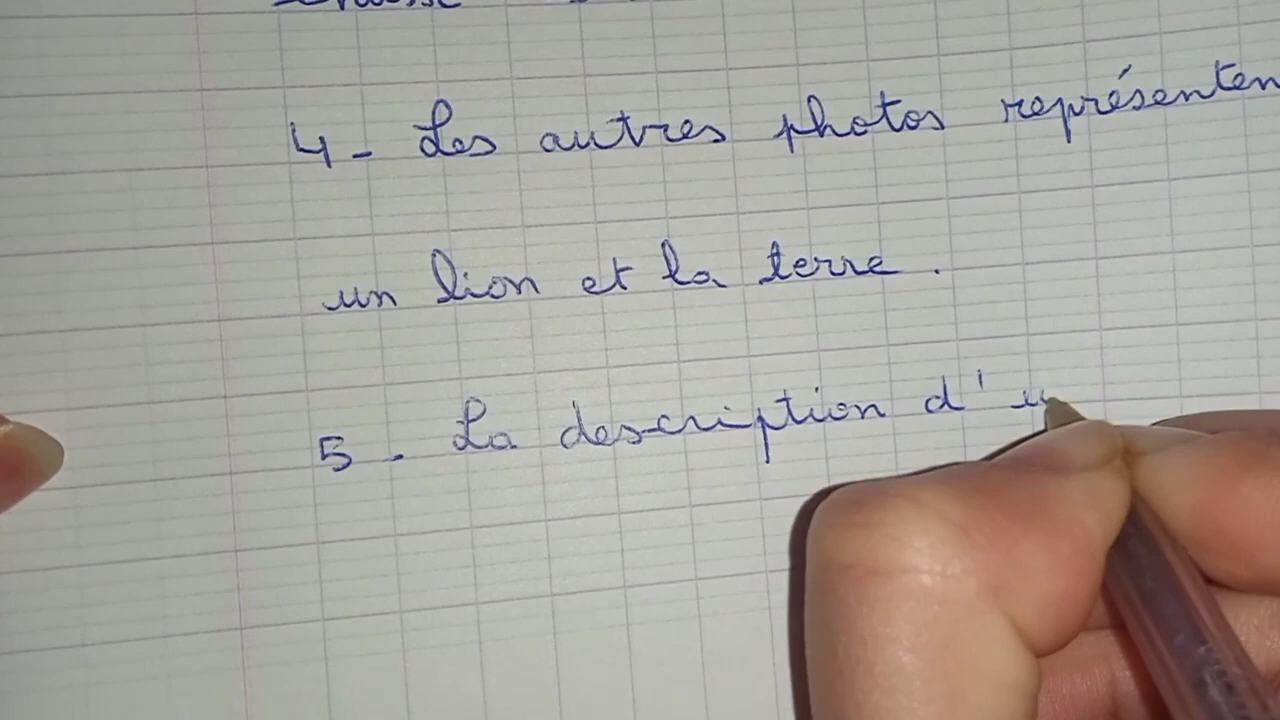 4- Les autres photos représenten
un lion et la terre.
5. La description d'u